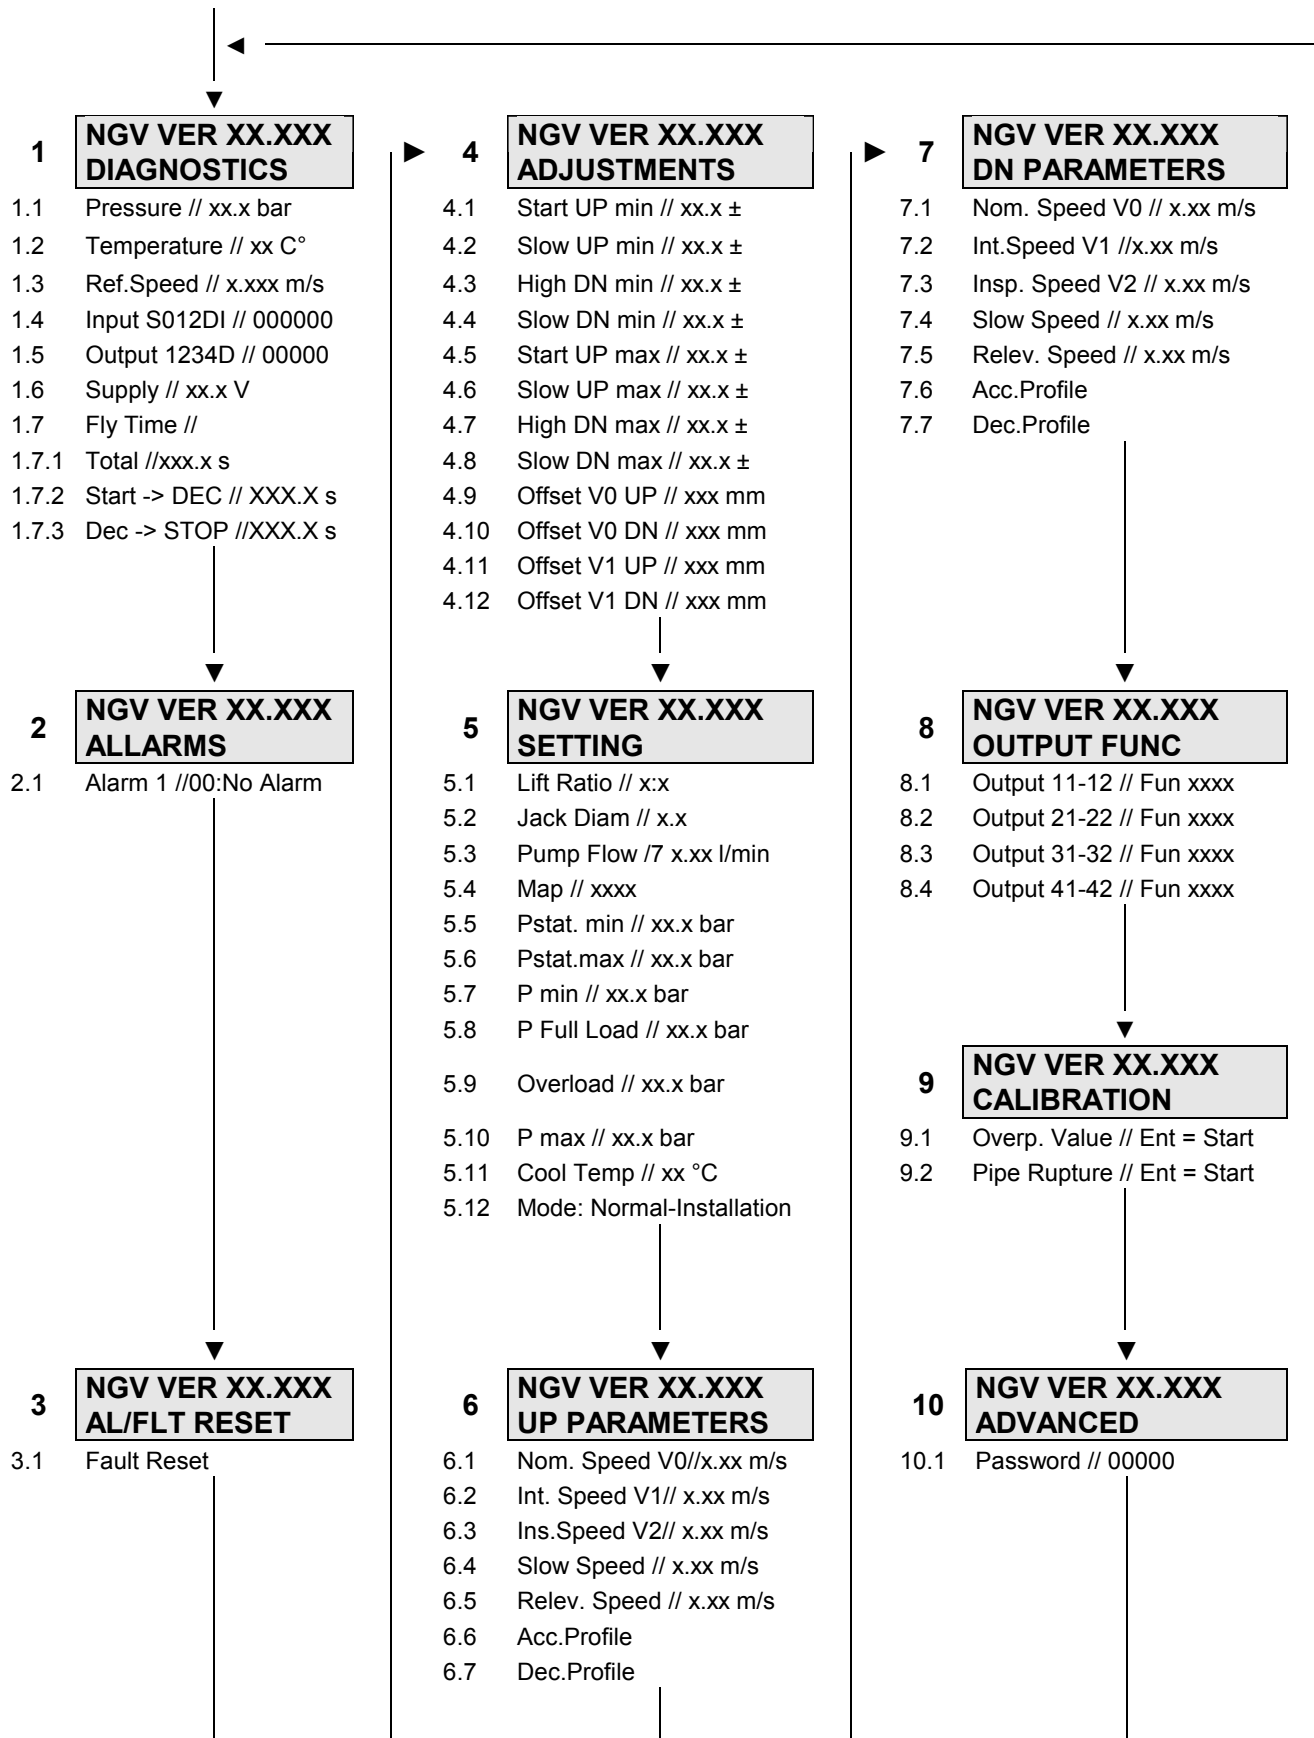 1
NGV VER XX.XXX
DIAGNOSTICS
1.1 Pressure // xx.x bar
1.2 Temperature // xx C°
1.3 Ref.Speed // x.xxx m/s
1.4 Input S012DI // 000000
1.5 Output 1234D // 00000
1.6 Supply // xx.x V
1.7 Fly Time //
1.7.1 Total //xxx.x s
1.7.2 Start -> DEC // XXX.X s
1.7.3 Dec -> STOP //XXX.X s
2
NGV VER XX.XXX
ALLARMS
2.1 Alarm 1 //00:No Alarm
3
NGV VER XX.XXX
AL/FLT RESET
3.1 Fault Reset
4
NGV VER XX.XXX
ADJUSTMENTS
4.1 Start UP min // xx.x ±
4.2 Slow UP min // xx.x ±
4.3 High DN min // xx.x ±
4.4 Slow DN min // xx.x ±
4.5 Start UP max // xx.x ±
4.6 Slow UP max // xx.x ±
4.7 High DN max // xx.x ±
4.8 Slow DN max // xx.x ±
4.9 Offset V0 UP // xxx mm
4.10 Offset V0 DN // xxx mm
4.11 Offset V1 UP // xxx mm
4.12 Offset V1 DN // xxx mm
5
NGV VER XX.XXX
SETTING
5.1 Lift Ratio // x:x
5.2 Jack Diam // x.x
5.3 Pump Flow /7 x.xx l/min
5.4 Map // xxxx
5.5 Pstat. min // xx.x bar
5.6 Pstat.max // xx.x bar
5.7 P min // xx.x bar
5.8 P Full Load // xx.x bar
5.9 Overload // xx.x bar
5.10 P max // xx.x bar
5.11 Cool Temp // xx °C
5.12 Mode: Normal-Installation
6
NGV VER XX.XXX
UP PARAMETERS
6.1 Nom. Speed V0//x.xx m/s
6.2 Int. Speed V1// x.xx m/s
6.3 Ins.Speed V2// x.xx m/s
6.4 Slow Speed // x.xx m/s
6.5 Relev. Speed // x.xx m/s
6.6 Acc.Profile
6.7 Dec.Profile
7
NGV VER XX.XXX
DN PARAMETERS
7.1 Nom. Speed V0 // x.xx m/s
7.2 Int.Speed V1 //x.xx m/s
7.3 Insp. Speed V2 // x.xx m/s
7.4 Slow Speed // x.xx m/s
7.5 Relev. Speed // x.xx m/s
7.6 Acc.Profile
7.7 Dec.Profile
8
NGV VER XX.XXX
OUTPUT FUNC
8.1 Output 11-12 // Fun xxxx
8.2 Output 21-22 // Fun xxxx
8.3 Output 31-32 // Fun xxxx
8.4 Output 41-42 // Fun xxxx
9
NGV VER XX.XXX
CALIBRATION
9.1 Overp. Value // Ent = Start
9.2 Pipe Rupture // Ent = Start
10
NGV VER XX.XXX
ADVANCED
10.1 Password // 00000